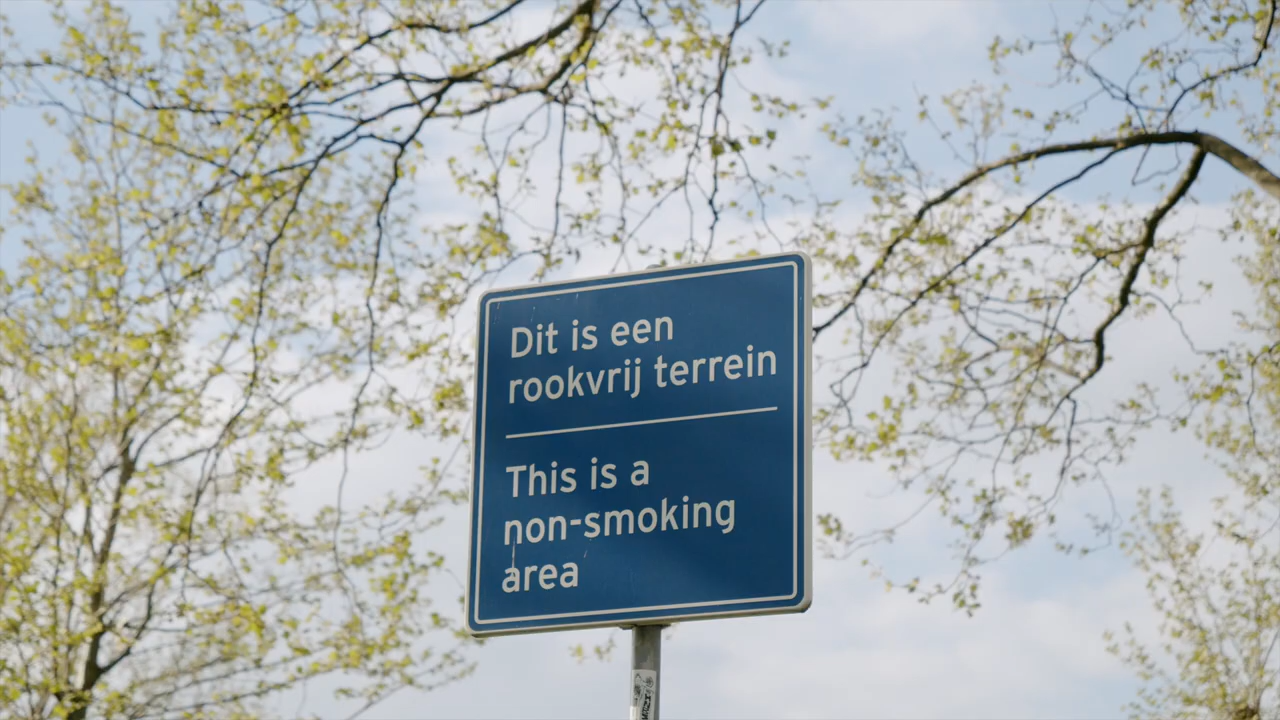 Dit is een
rookvrij terrein
This is a
non-smoking
area